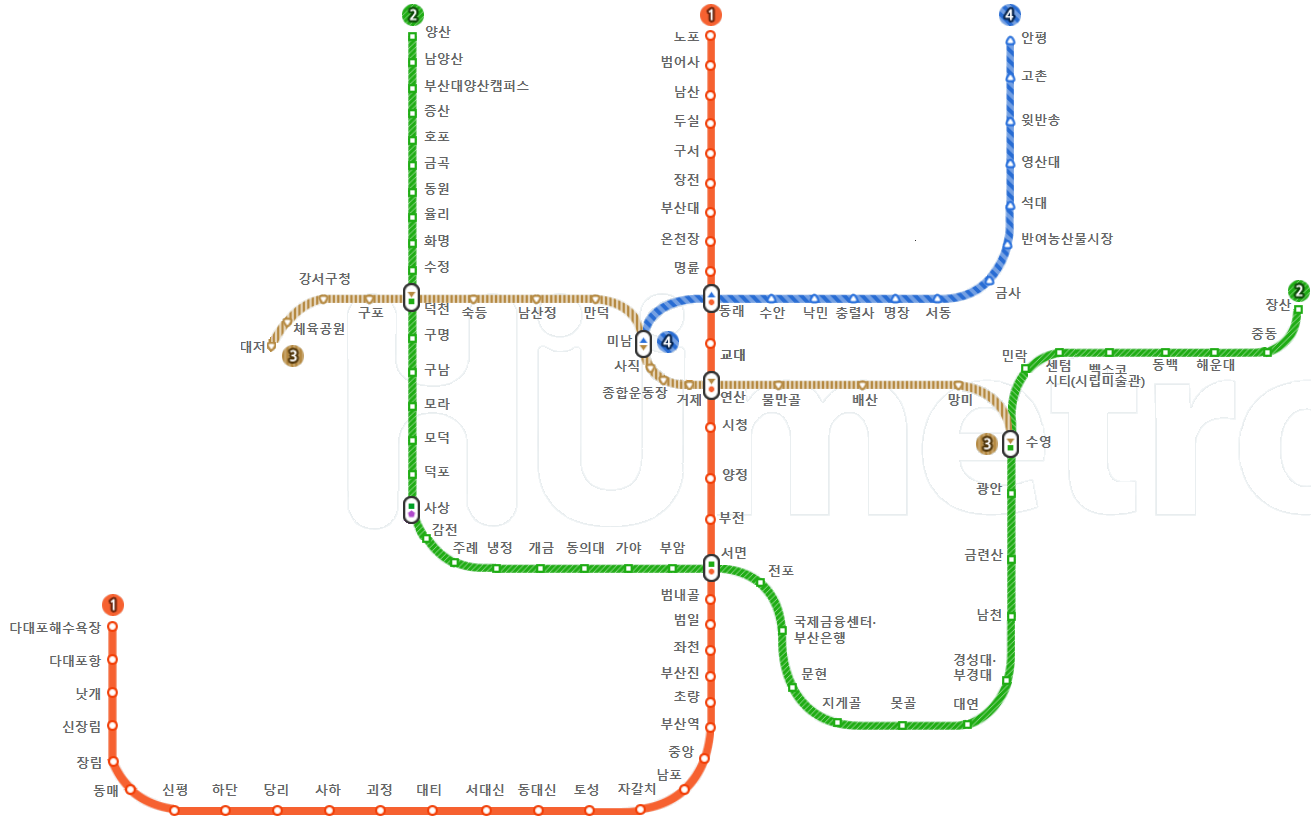 2
1
4
양산
남양산
부산대양산캠퍼스
증산
호포
금곡
동원
율리
화명
수정
덕천
구명
구남
모라
모덕
덕포
사상
감전
주례
냉정
개금
동의대
가야
부암
서면
전포
국제금융센터·
부산은행
문현
지게골
못골
대연
경성대·
부경대
남천
금련산
광안
수영
민락
센텀
시티(시립미술관)
벡스코
동백
해운대
중동
장산
2
노포
범어사
남산
두실
구서
장전
부산대
온천장
명륜
동래
교대
연산
시청
양정
부전
범내골
범일
좌천
부산진
초량
부산역
중앙
남포
자갈치
토성
동대신
서대신
대티
괴정
사하
당리
하단
신평
동매
장림
신장림
낫개
다대포항
다대포해수욕장
1
안평
고촌
윗반송
영산대
석대
반여농산물시장
금사
서동
명장
충렬사
낙민
수안
미남
4
대저
3
체육공원
강서구청
구포
숙등
남산정
만덕
사직
종합운동장
거제
물만골
배산
망미
3
humetro